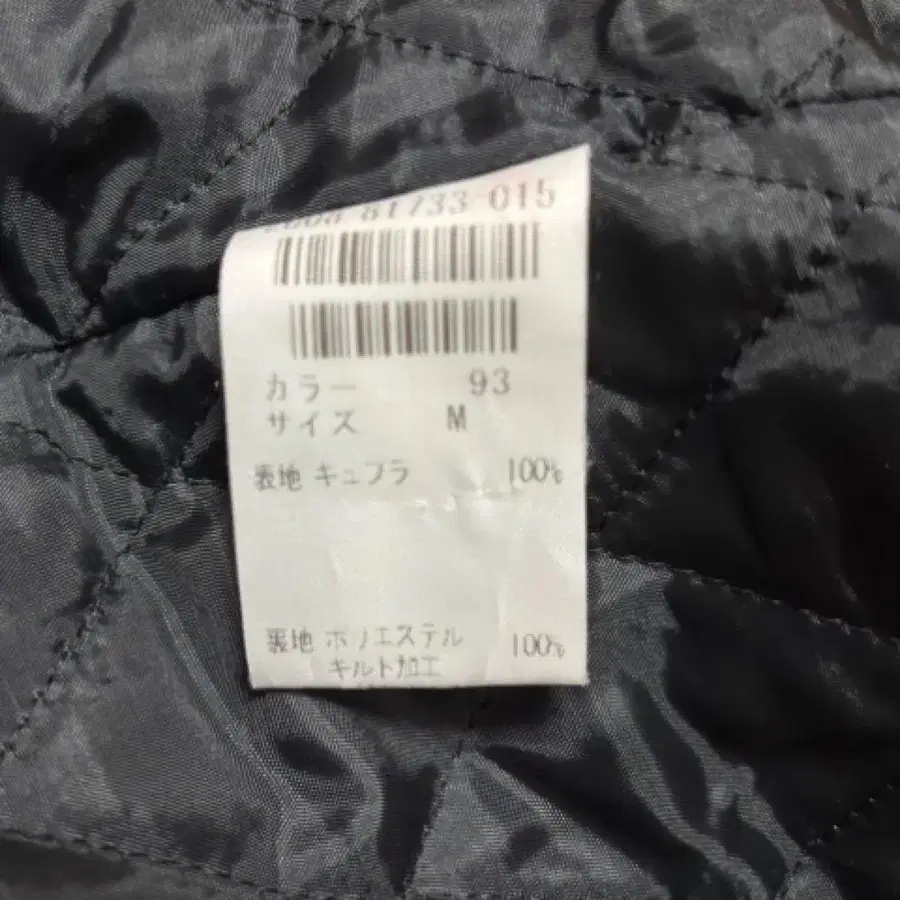 81733-015
カラー 93
サイズ M
表地 キュプラ 100%
裏地 ポリエステル 100%
キルト加工